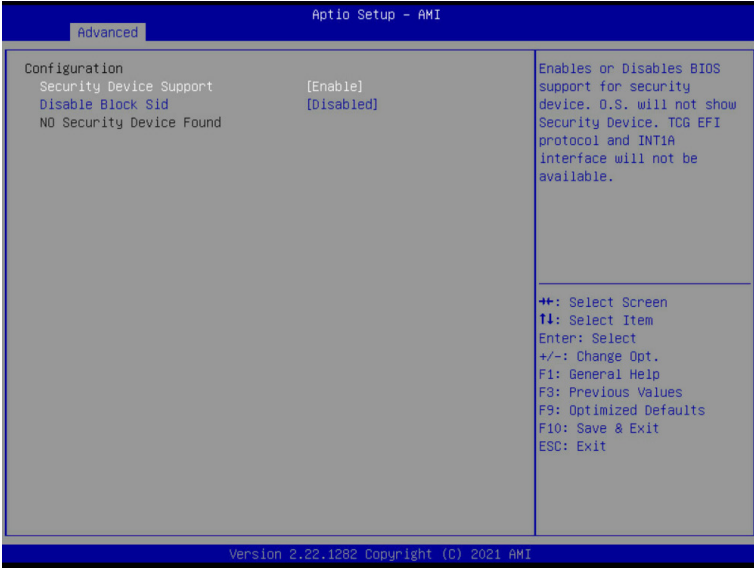 Aptio Setup - AMI
Advanced
Configuration
Security Device Support [Enable]
Disable Block Sid [Disabled]
NO Security Device Found
Enables or Disables BIOS
support for security
device. O.S. will not show
Security Device. TCG EFI
protocol and INT1A
interface will not be
available.
→←: Select Screen
↑↓: Select Item
Enter: Select
+/-: Change Opt.
F1: General Help
F3: Previous Values
F9: Optimized Defaults
F10: Save & Exit
ESC: Exit
Version 2.22.1282 Copyright (C) 2021 AMI